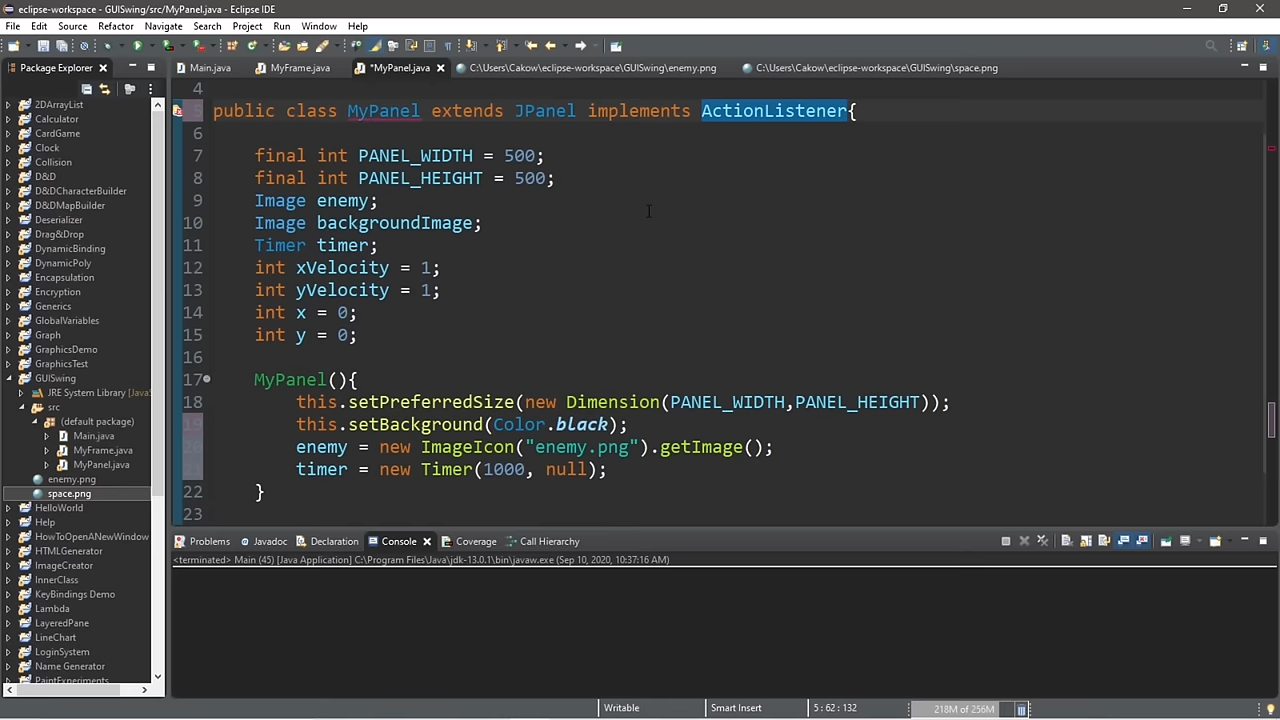 eclipse-workspace - GUISwing/src/MyPanel.java - Eclipse IDE
File Edit Source Refactor Navigate Search Project Run Window Help
Package Explorer
Main.java
MyFrame.java
*MyPanel.java
C:\Users\Cakow\eclipse-workspace\GUISwing\enemy.png
C:\Users\Cakow\eclipse-workspace\GUISwing\space.png
2DArrayList
Calculator
CardGame
Clock
Collision
D&D
D&DCharacterBuilder
D&DMapBuilder
Deserializer
Drag&Drop
DynamicBinding
DynamicPoly
Encapsulation
Encryption
Generics
GlobalVariables
Graph
GraphicsDemo
GraphicsTest
GUISwing
JRE System Library [JavaS
src
(default package)
Main.java
MyFrame.java
MyPanel.java
enemy.png
space.png
HelloWorld
Help
HowToOpenANewWindow
HTMLGenerator
ImageCreator
InnerClass
KeyBindings Demo
Lambda
LayeredPane
LineChart
LoginSystem
Name Generator
PaintExperiments
4
5 public class MyPanel extends JPanel implements ActionListener{
6
7 final int PANEL_WIDTH = 500;
8 final int PANEL_HEIGHT = 500;
9 Image enemy;
10 Image backgroundImage;
11 Timer timer;
12 int xVelocity = 1;
13 int yVelocity = 1;
14 int x = 0;
15 int y = 0;
16
17 MyPanel(){
18 this.setPreferredSize(new Dimension(PANEL_WIDTH,PANEL_HEIGHT));
19 this.setBackground(Color.black);
20 enemy = new ImageIcon("enemy.png").getImage();
21 timer = new Timer(1000, null);
22 }
23
Problems Javadoc Declaration Console Coverage Call Hierarchy
<terminated> Main (45) [Java Application] C:\Program Files\Java\jdk-13.0.1\bin\javaw.exe (Sep 10, 2020, 10:37:16 AM)
Writable Smart Insert 5 : 62 : 132 218M of 256M